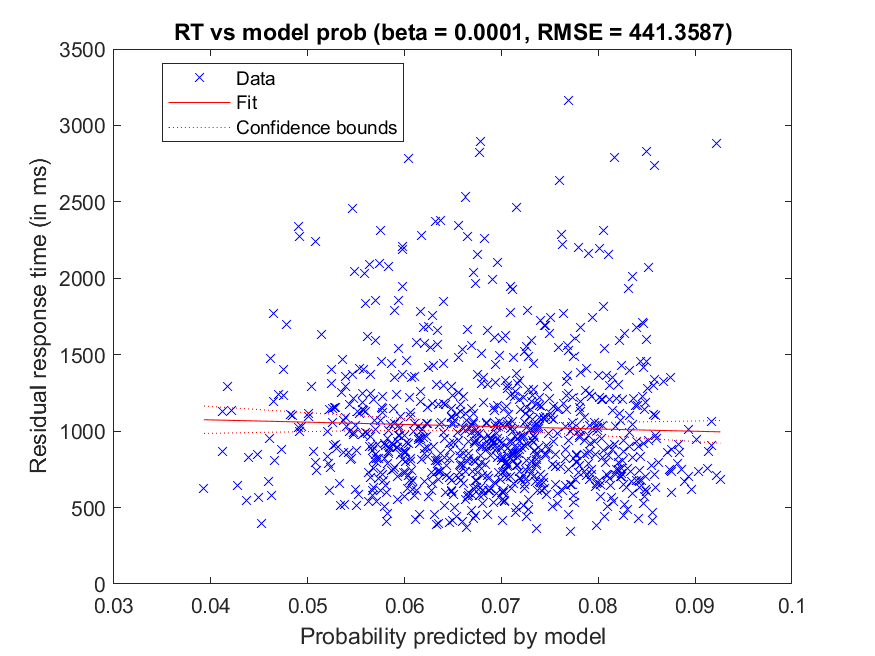 RT vs model prob (beta = 0.0001, RMSE = 441.3587)
3500
3000
2500
2000
1500
1000
500
0
Residual response time (in ms)
Data
Fit
Confidence bounds
0.03 0.04 0.05 0.06 0.07 0.08 0.09 0.1
Probability predicted by model